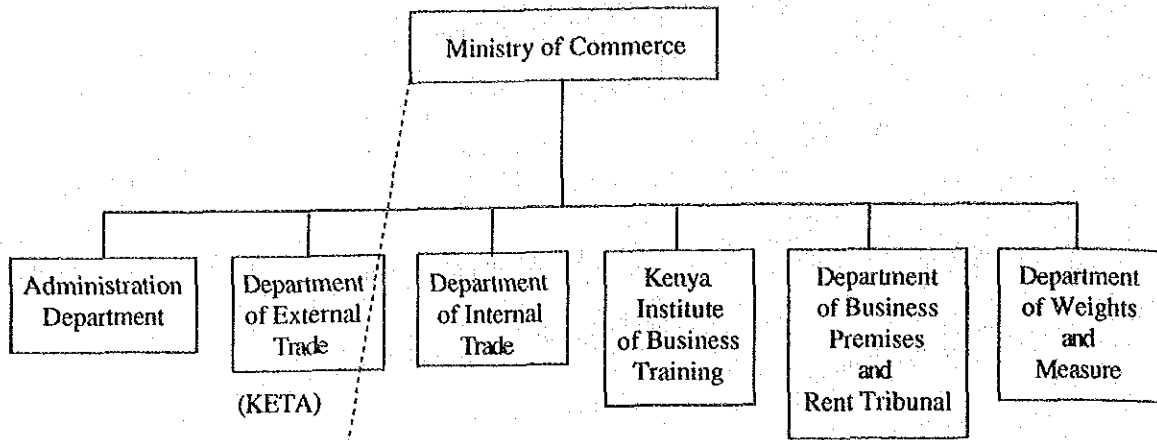 Ministry of Commerce
Administration
Department
Department
of External
Trade
(KETA)
Department
of Internal
Trade
Kenya
Institute
of Business
Training
Department
of Business
Premises
and
Rent Tribunal
Department
of Weights
and
Measure